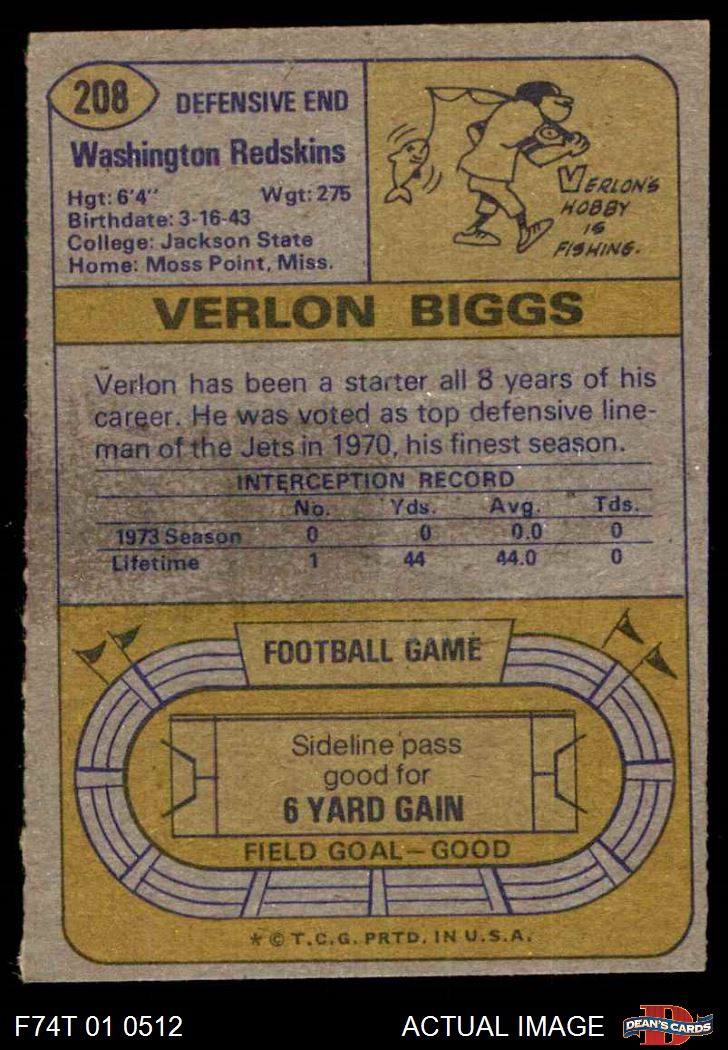 208
DEFENSIVE END
Washington Redskins
Hgt: 6'4" Wgt: 275
Birthdate: 3-16-43
College: Jackson State
Home: Moss Point, Miss.
VERLON'S
HOBBY
IS
FISHING.
VERLON BIGGS
Verlon has been a starter all 8 years of his
career. He was voted as top defensive line-
man of the Jets in 1970, his finest season.
INTERCEPTION RECORD
No. Yds. Avg. Tds.
1973 Season 0 0 0.0 0
Lifetime 1 44 44.0 0
FOOTBALL GAME
Sideline pass
good for
6 YARD GAIN
FIELD GOAL—GOOD
* © T.C.G. PRTD. IN U.S.A.
F74T 01 0512 ACTUAL IMAGE
D
DEAN'S CARDS